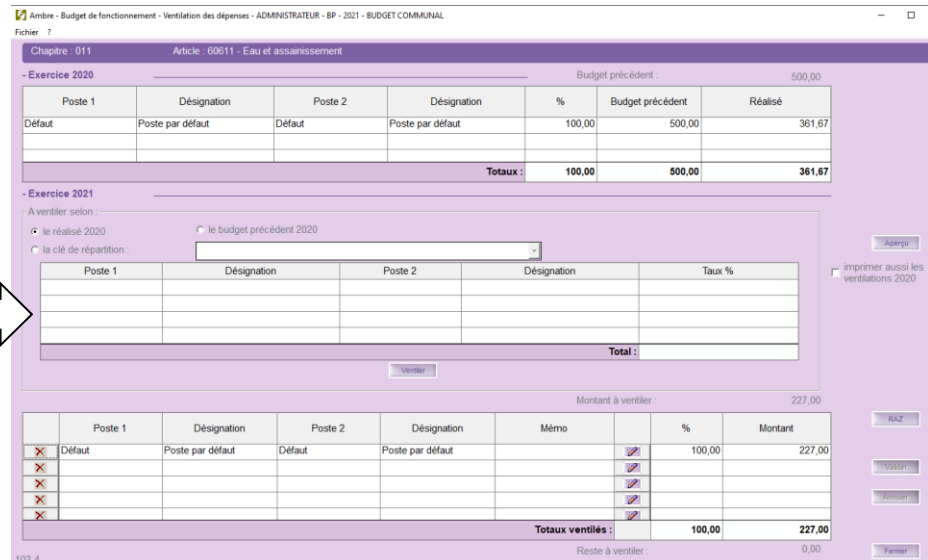 Ambre - Budget de fonctionnement - Ventilation des dépenses - ADMINISTRATEUR - BP - 2021 - BUDGET COMMUNAL
Fichier ?
Chapitre : 011 Article : 60611 - Eau et assainissement
- Exercice 2020 Budget précédent : 500,00
Poste 1 Désignation Poste 2 Désignation % Budget précédent Réalisé
Défaut Poste par défaut Défaut Poste par défaut 100,00 500,00 361,67
Totaux : 100,00 500,00 361,67
- Exercice 2021
A ventiler selon :
le réalisé 2020 le budget précédent 2020
la clé de répartition :
Aperçu
Poste 1 Désignation Poste 2 Désignation Taux %
imprimer aussi les
ventilations 2020
Total :
Ventiler
Montant à ventiler : 227,00
RAZ
Poste 1 Désignation Poste 2 Désignation Mémo % Montant
Défaut Poste par défaut Défaut Poste par défaut 100,00 227,00
Valider
Annuler
Totaux ventilés : 100,00 227,00
Reste à ventiler : 0,00
Fermer
102-4